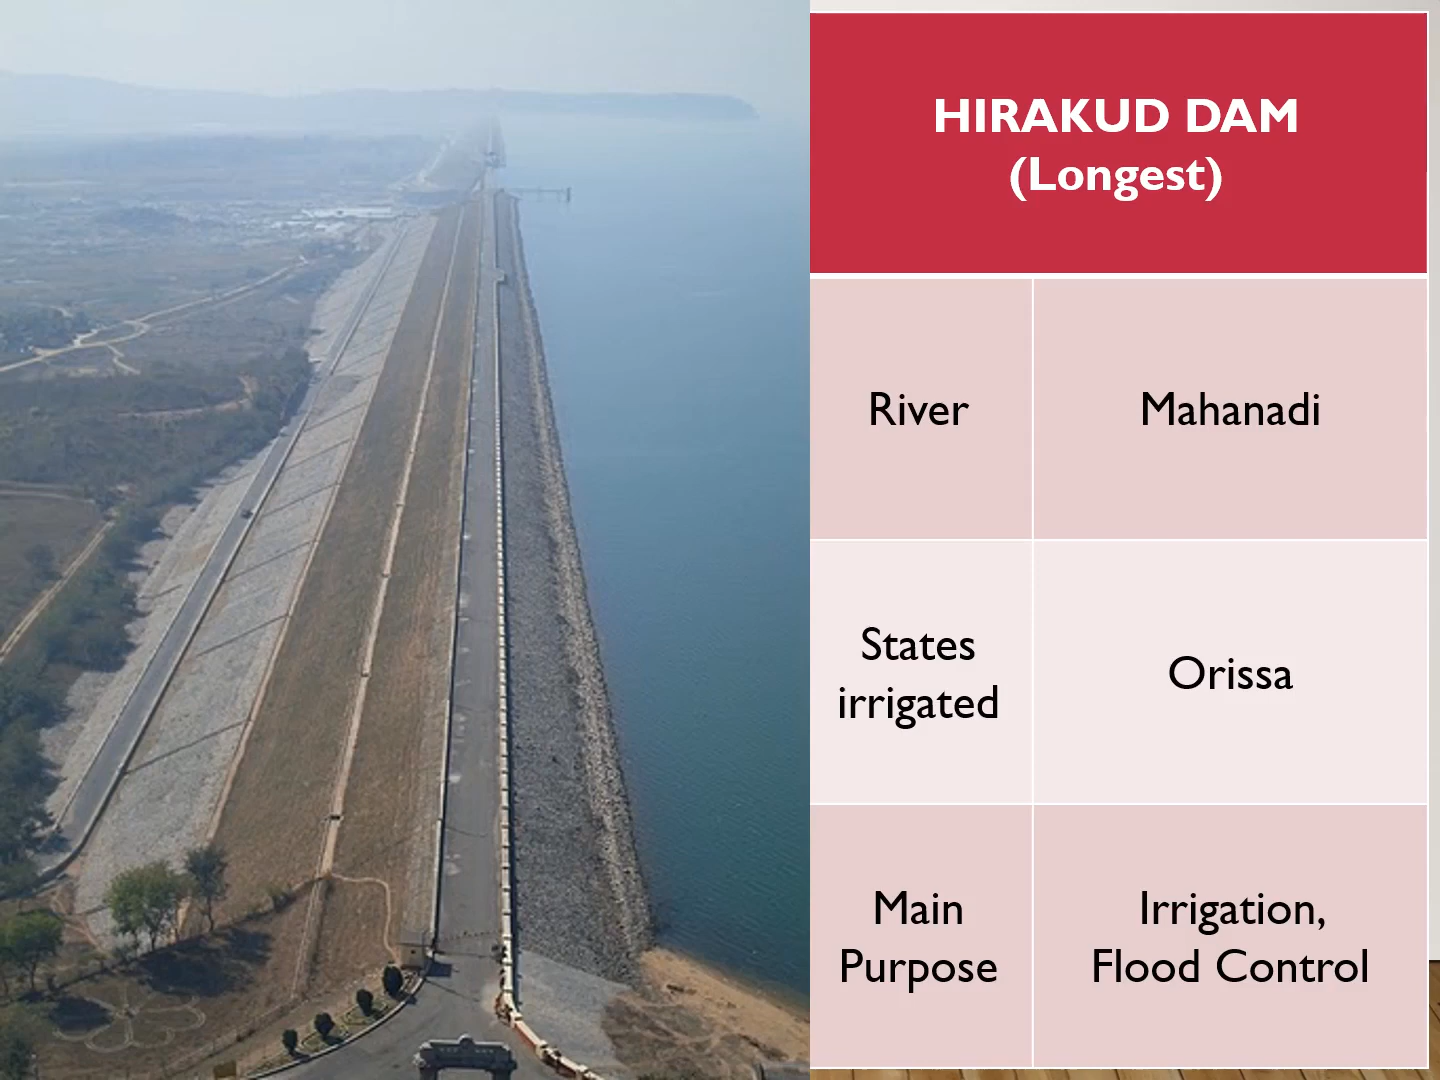 HIRAKUD DAM
(Longest)
River
Mahanadi
States
irrigated
Orissa
Main
Purpose
Irrigation,
Flood Control